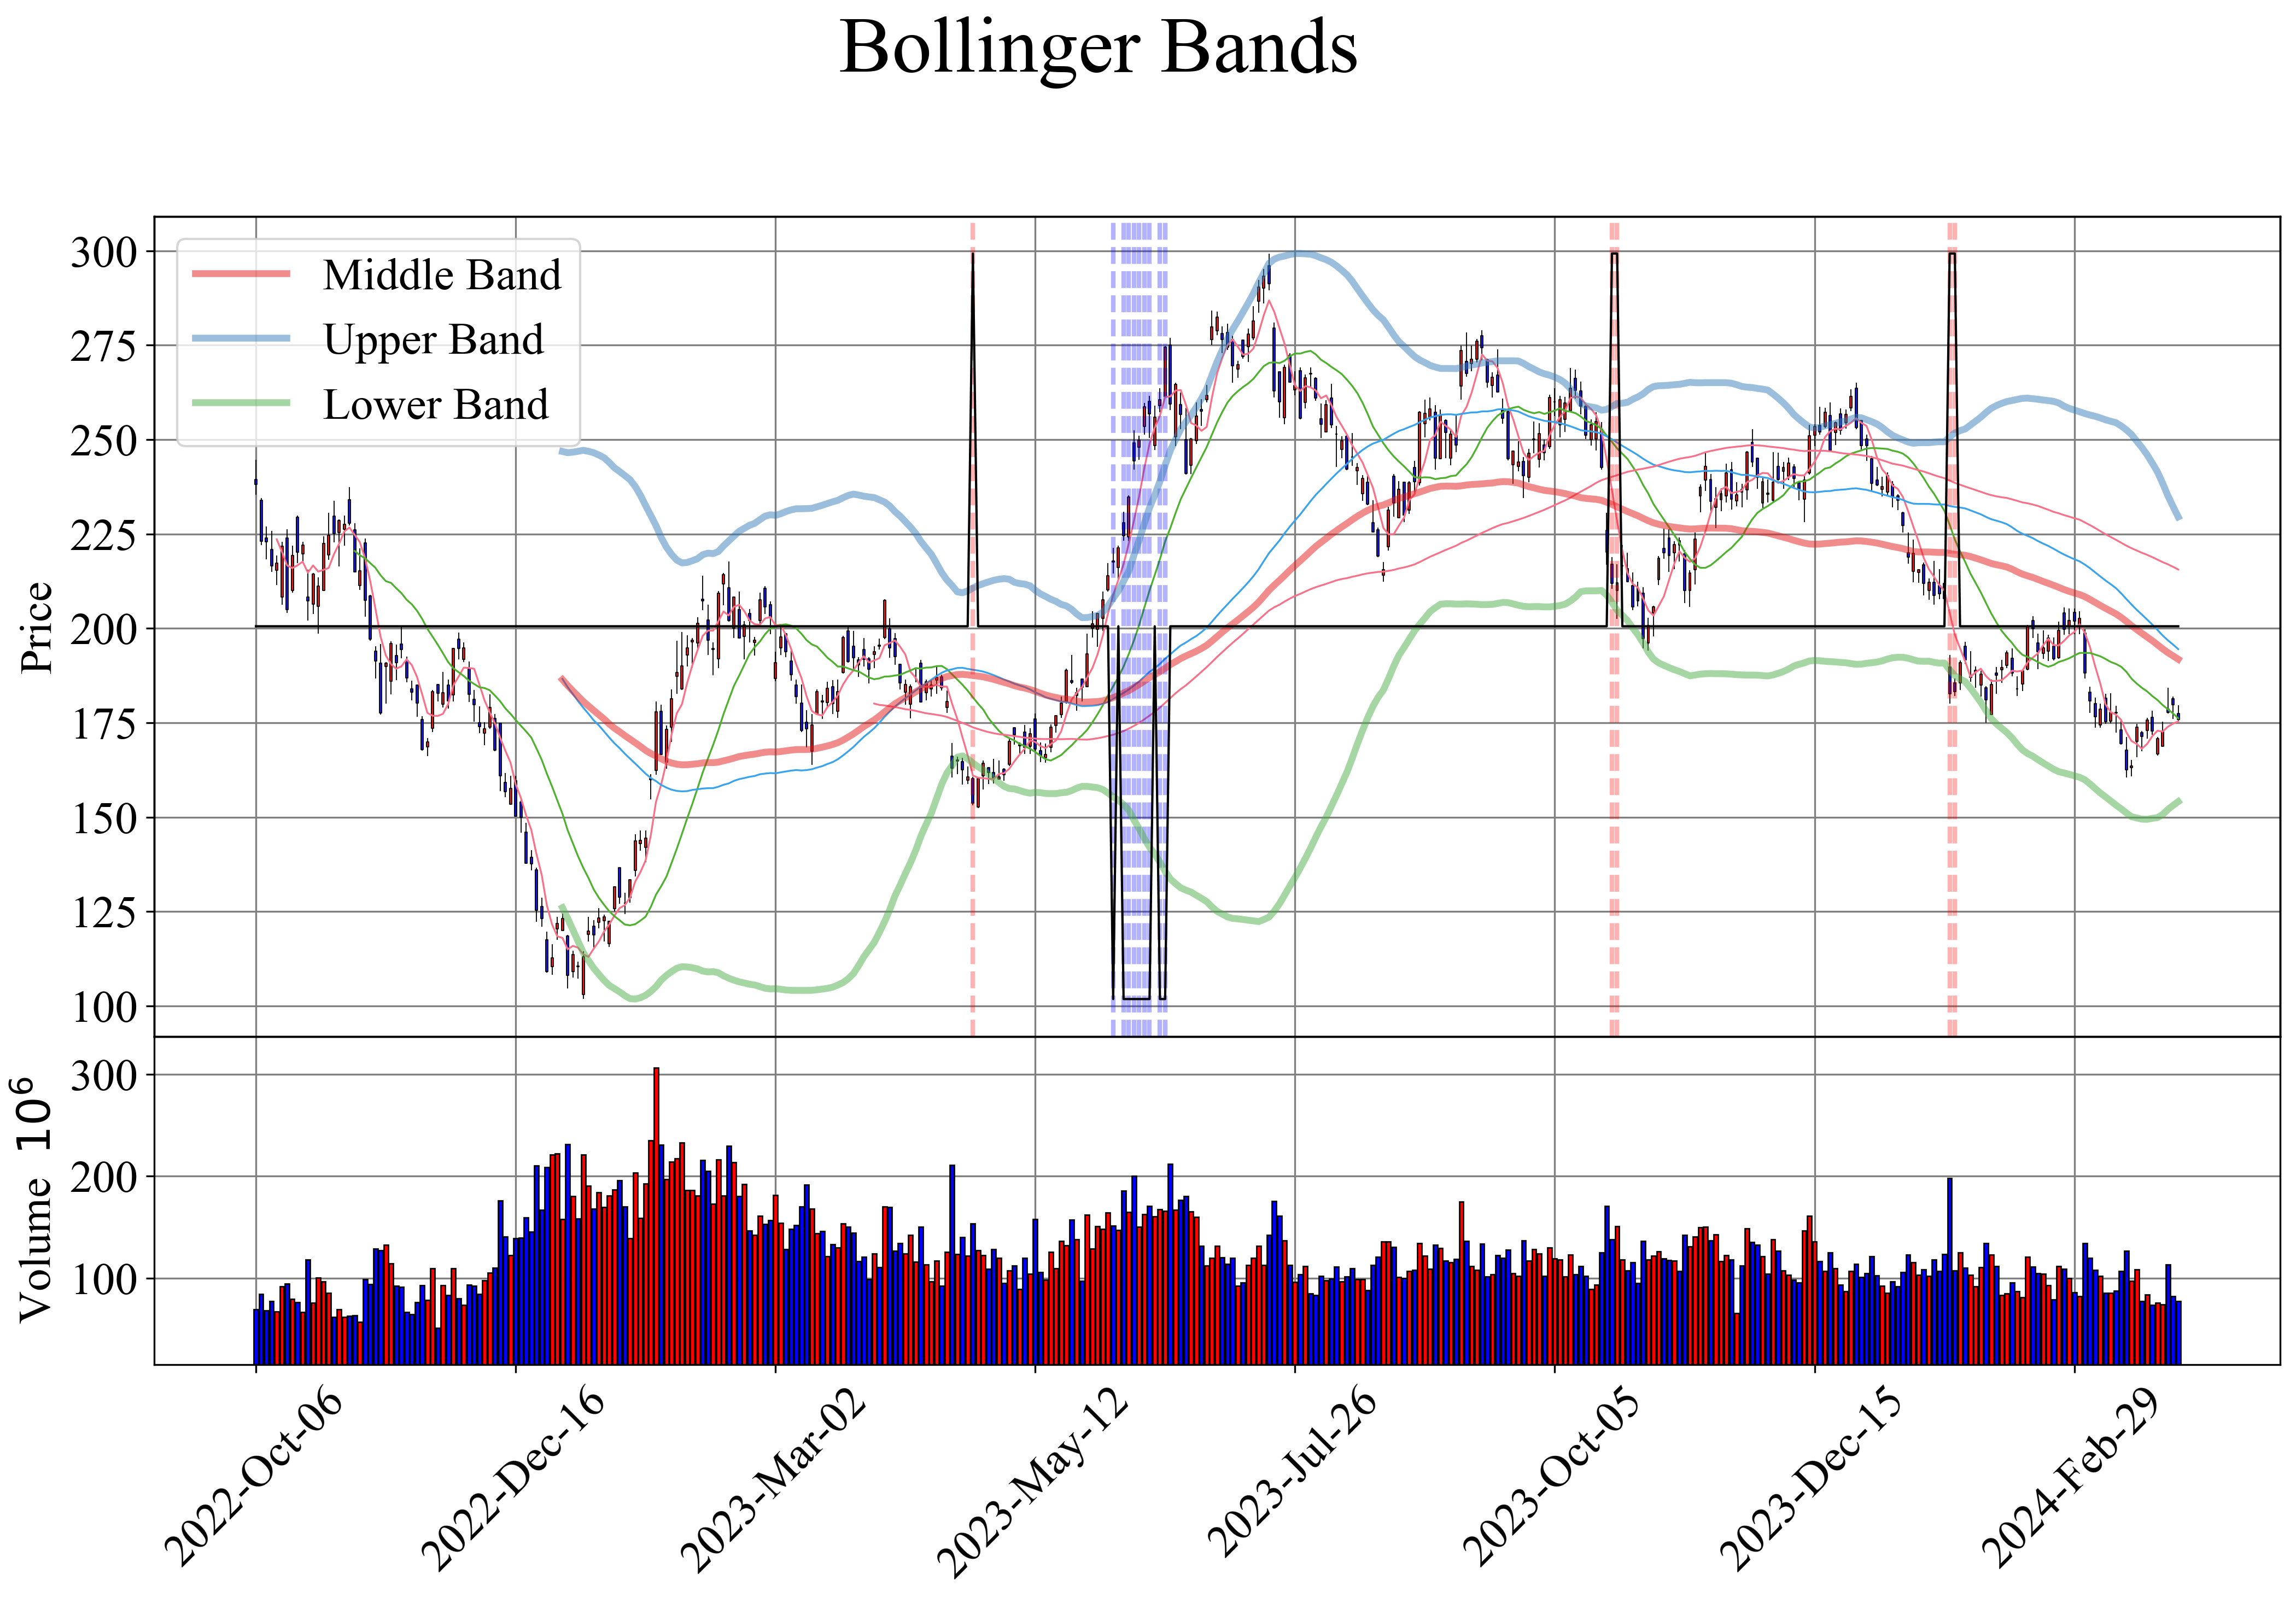 Bollinger Bands
Middle Band
Upper Band
Lower Band
Price
300
275
250
225
200
175
150
125
100
Volume 10⁶
300
200
100
2022-Oct-06
2022-Dec-16
2023-Mar-02
2023-May-12
2023-Jul-26
2023-Oct-05
2023-Dec-15
2024-Feb-29